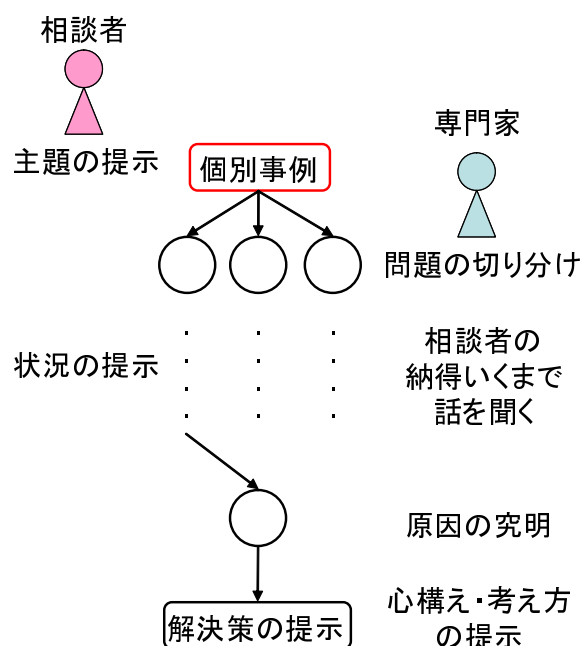 相談者
主題の提示
個別事例
専門家
問題の切り分け
状況の提示
相談者の
納得いくまで
話を聞く
原因の究明
解決策の提示
心構え・考え方
の提示